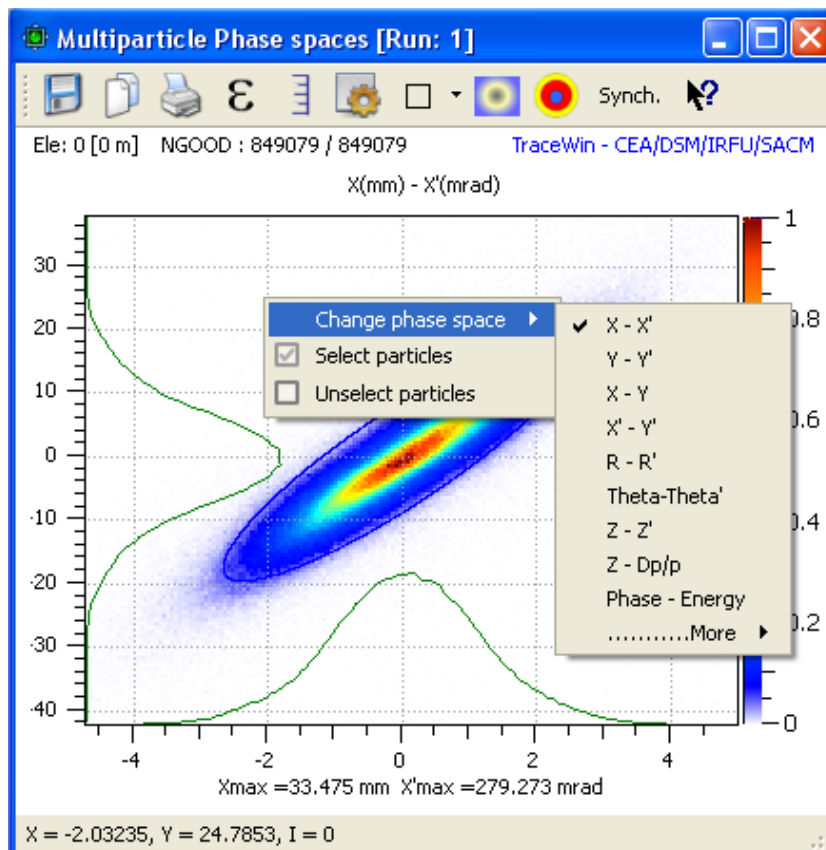 Multiparticle Phase spaces [Run: 1]
ε Synch. ?
Ele: 0 [0 m] NGOOD : 849079 / 849079 TraceWin - CEA/DSM/IRFU/SACM
X(mm) - X'(mrad)
30
20
10
0
-10
-20
-30
-40
Change phase space
Select particles
Unselect particles
X - X'
Y - Y'
X - Y
X' - Y'
R - R'
Theta-Theta'
Z - Z'
Z - Dp/p
Phase - Energy
...........More
1
0.8
0.6
0.4
0.2
0
-4 -2 0 2 4
Xmax =33.475 mm X'max =279.273 mrad
X = -2.03235, Y = 24.7853, I = 0